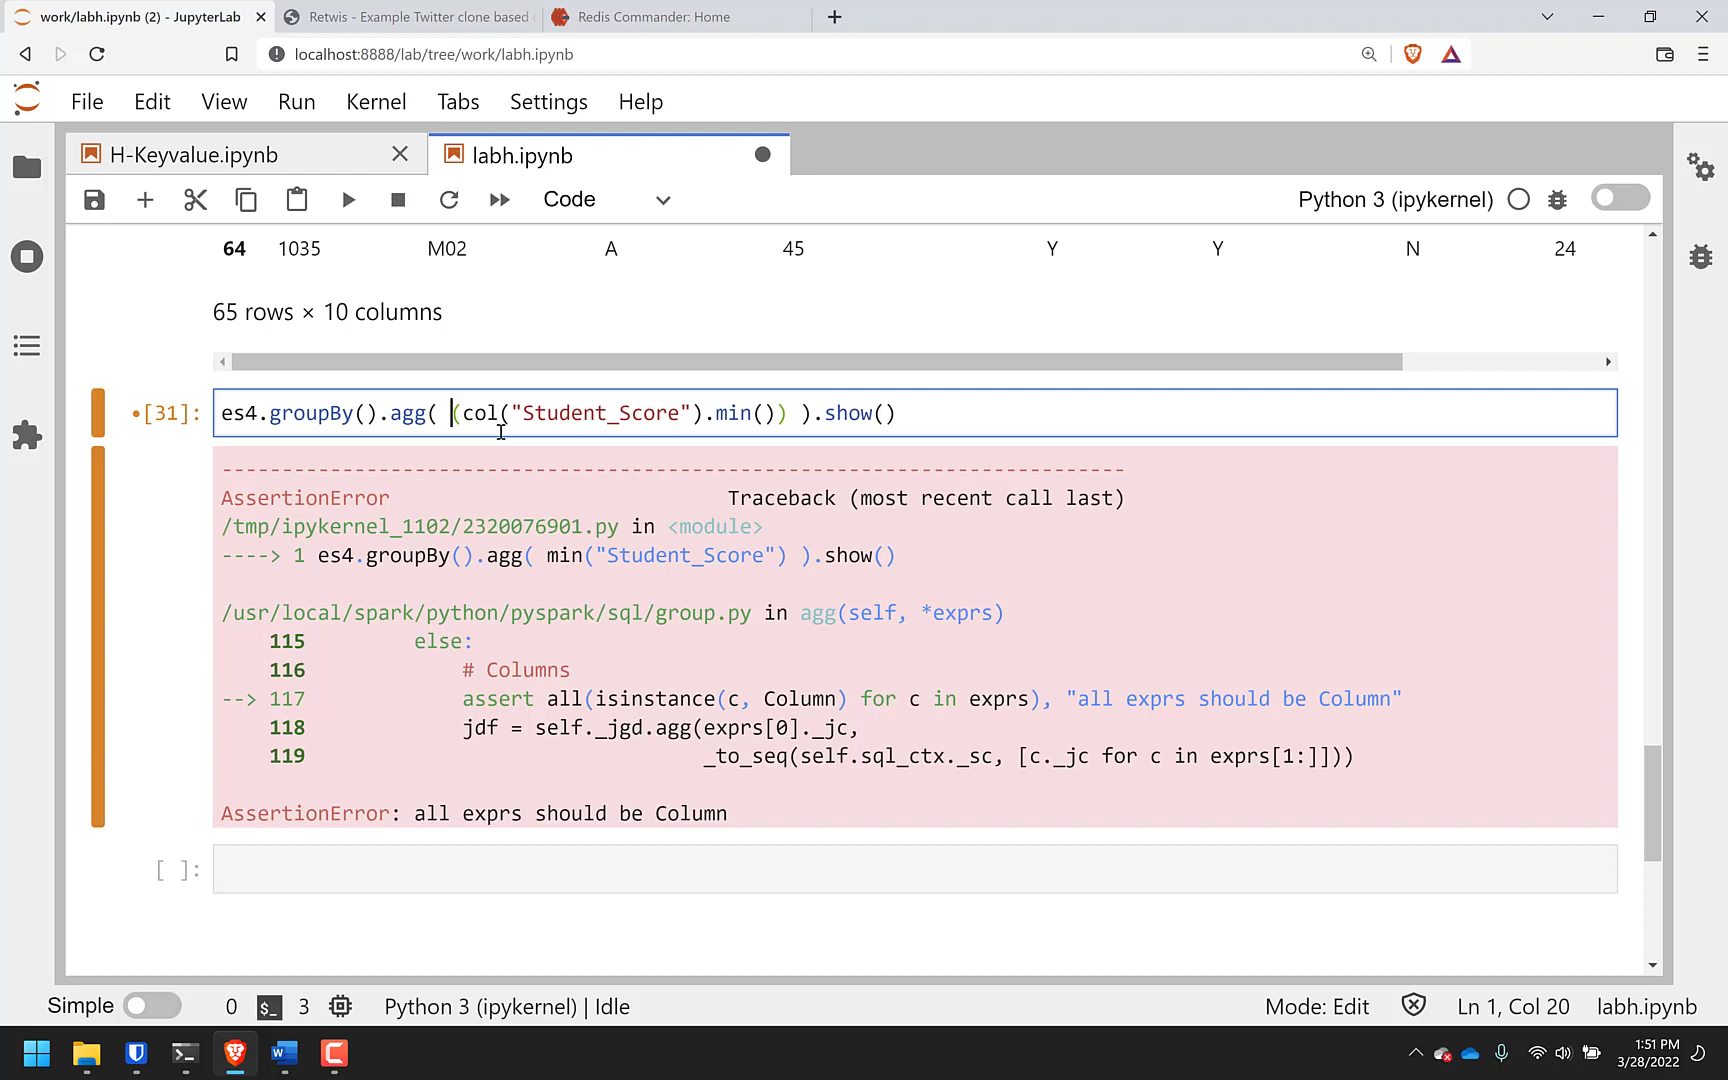 work/labh.ipynb (2) - JupyterLab
Retwis - Example Twitter clone based
Redis Commander: Home
localhost:8888/lab/tree/work/labh.ipynb
File Edit View Run Kernel Tabs Settings Help
H-Keyvalue.ipynb
labh.ipynb
Code
Python 3 (ipykernel)
64 1035 M02 A 45 Y Y N 24
65 rows × 10 columns
•[31]: es4.groupBy().agg( (col("Student_Score").min()) ).show()
---------------------------------------------------------------------------
AssertionError Traceback (most recent call last)
/tmp/ipykernel_1102/2320076901.py in <module>
----> 1 es4.groupBy().agg( min("Student_Score") ).show()
/usr/local/spark/python/pyspark/sql/group.py in agg(self, *exprs)
115 else:
116 # Columns
--> 117 assert all(isinstance(c, Column) for c in exprs), "all exprs should be Column"
118 jdf = self._jgd.agg(exprs[0]._jc,
119 _to_seq(self.sql_ctx._sc, [c._jc for c in exprs[1:]]))
AssertionError: all exprs should be Column
[ ]:
Simple 0 $_ 3 Python 3 (ipykernel) | Idle Mode: Edit Ln 1, Col 20 labh.ipynb
1:51 PM
3/28/2022